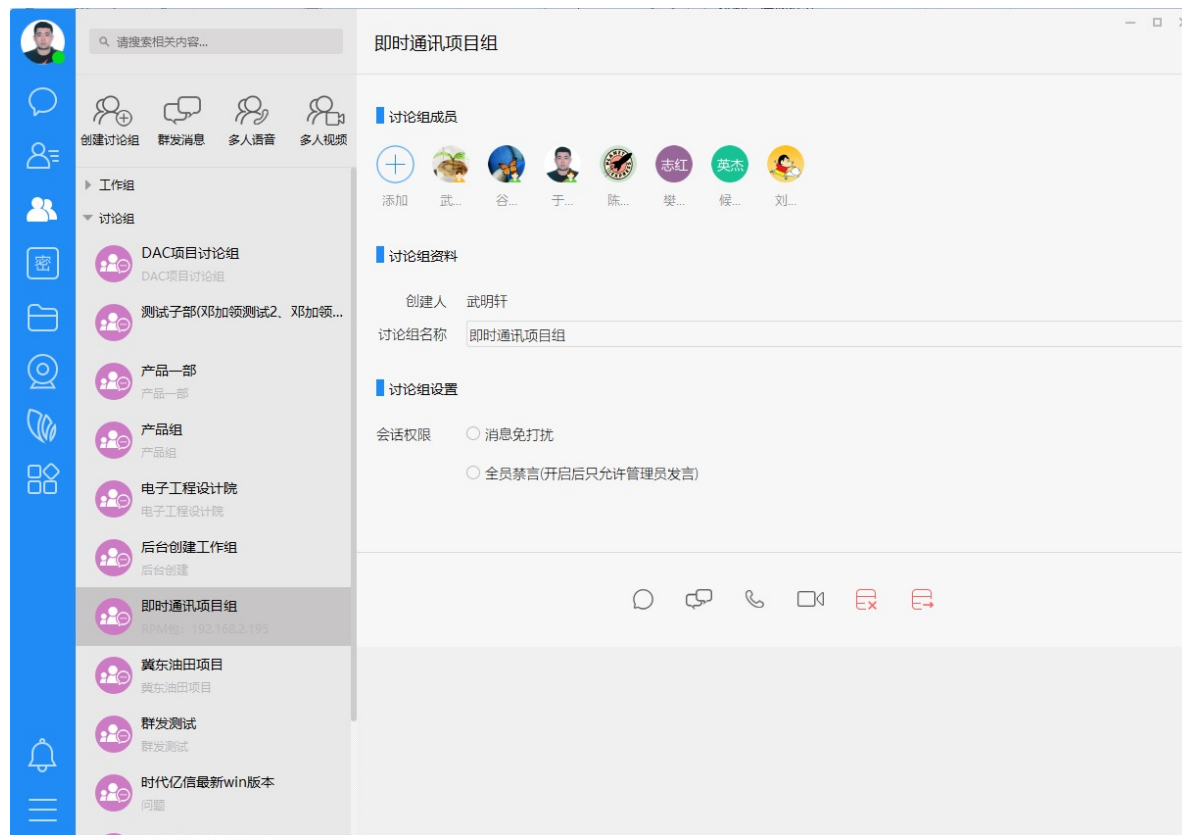 请搜索相关内容...
创建讨论组 群发消息 多人语音 多人视频
工作组
讨论组
DAC项目讨论组
DAC项目讨论组
测试子部(邓加领测试2、邓加领...
产品一部
产品一部
产品组
产品组
电子工程设计院
电子工程设计院
后台创建工作组
后台创建
即时通讯项目组
RPM包：192.168.2.195
冀东油田项目
冀东油田项目
群发测试
群发测试
时代亿信最新win版本
问题
密
即时通讯项目组
讨论组成员
志红 英杰
添加 武... 谷... 于... 陈... 樊... 候... 刘...
讨论组资料
创建人 武明轩
讨论组名称 即时通讯项目组
讨论组设置
会话权限 消息免打扰
全员禁言(开启后只允许管理员发言)